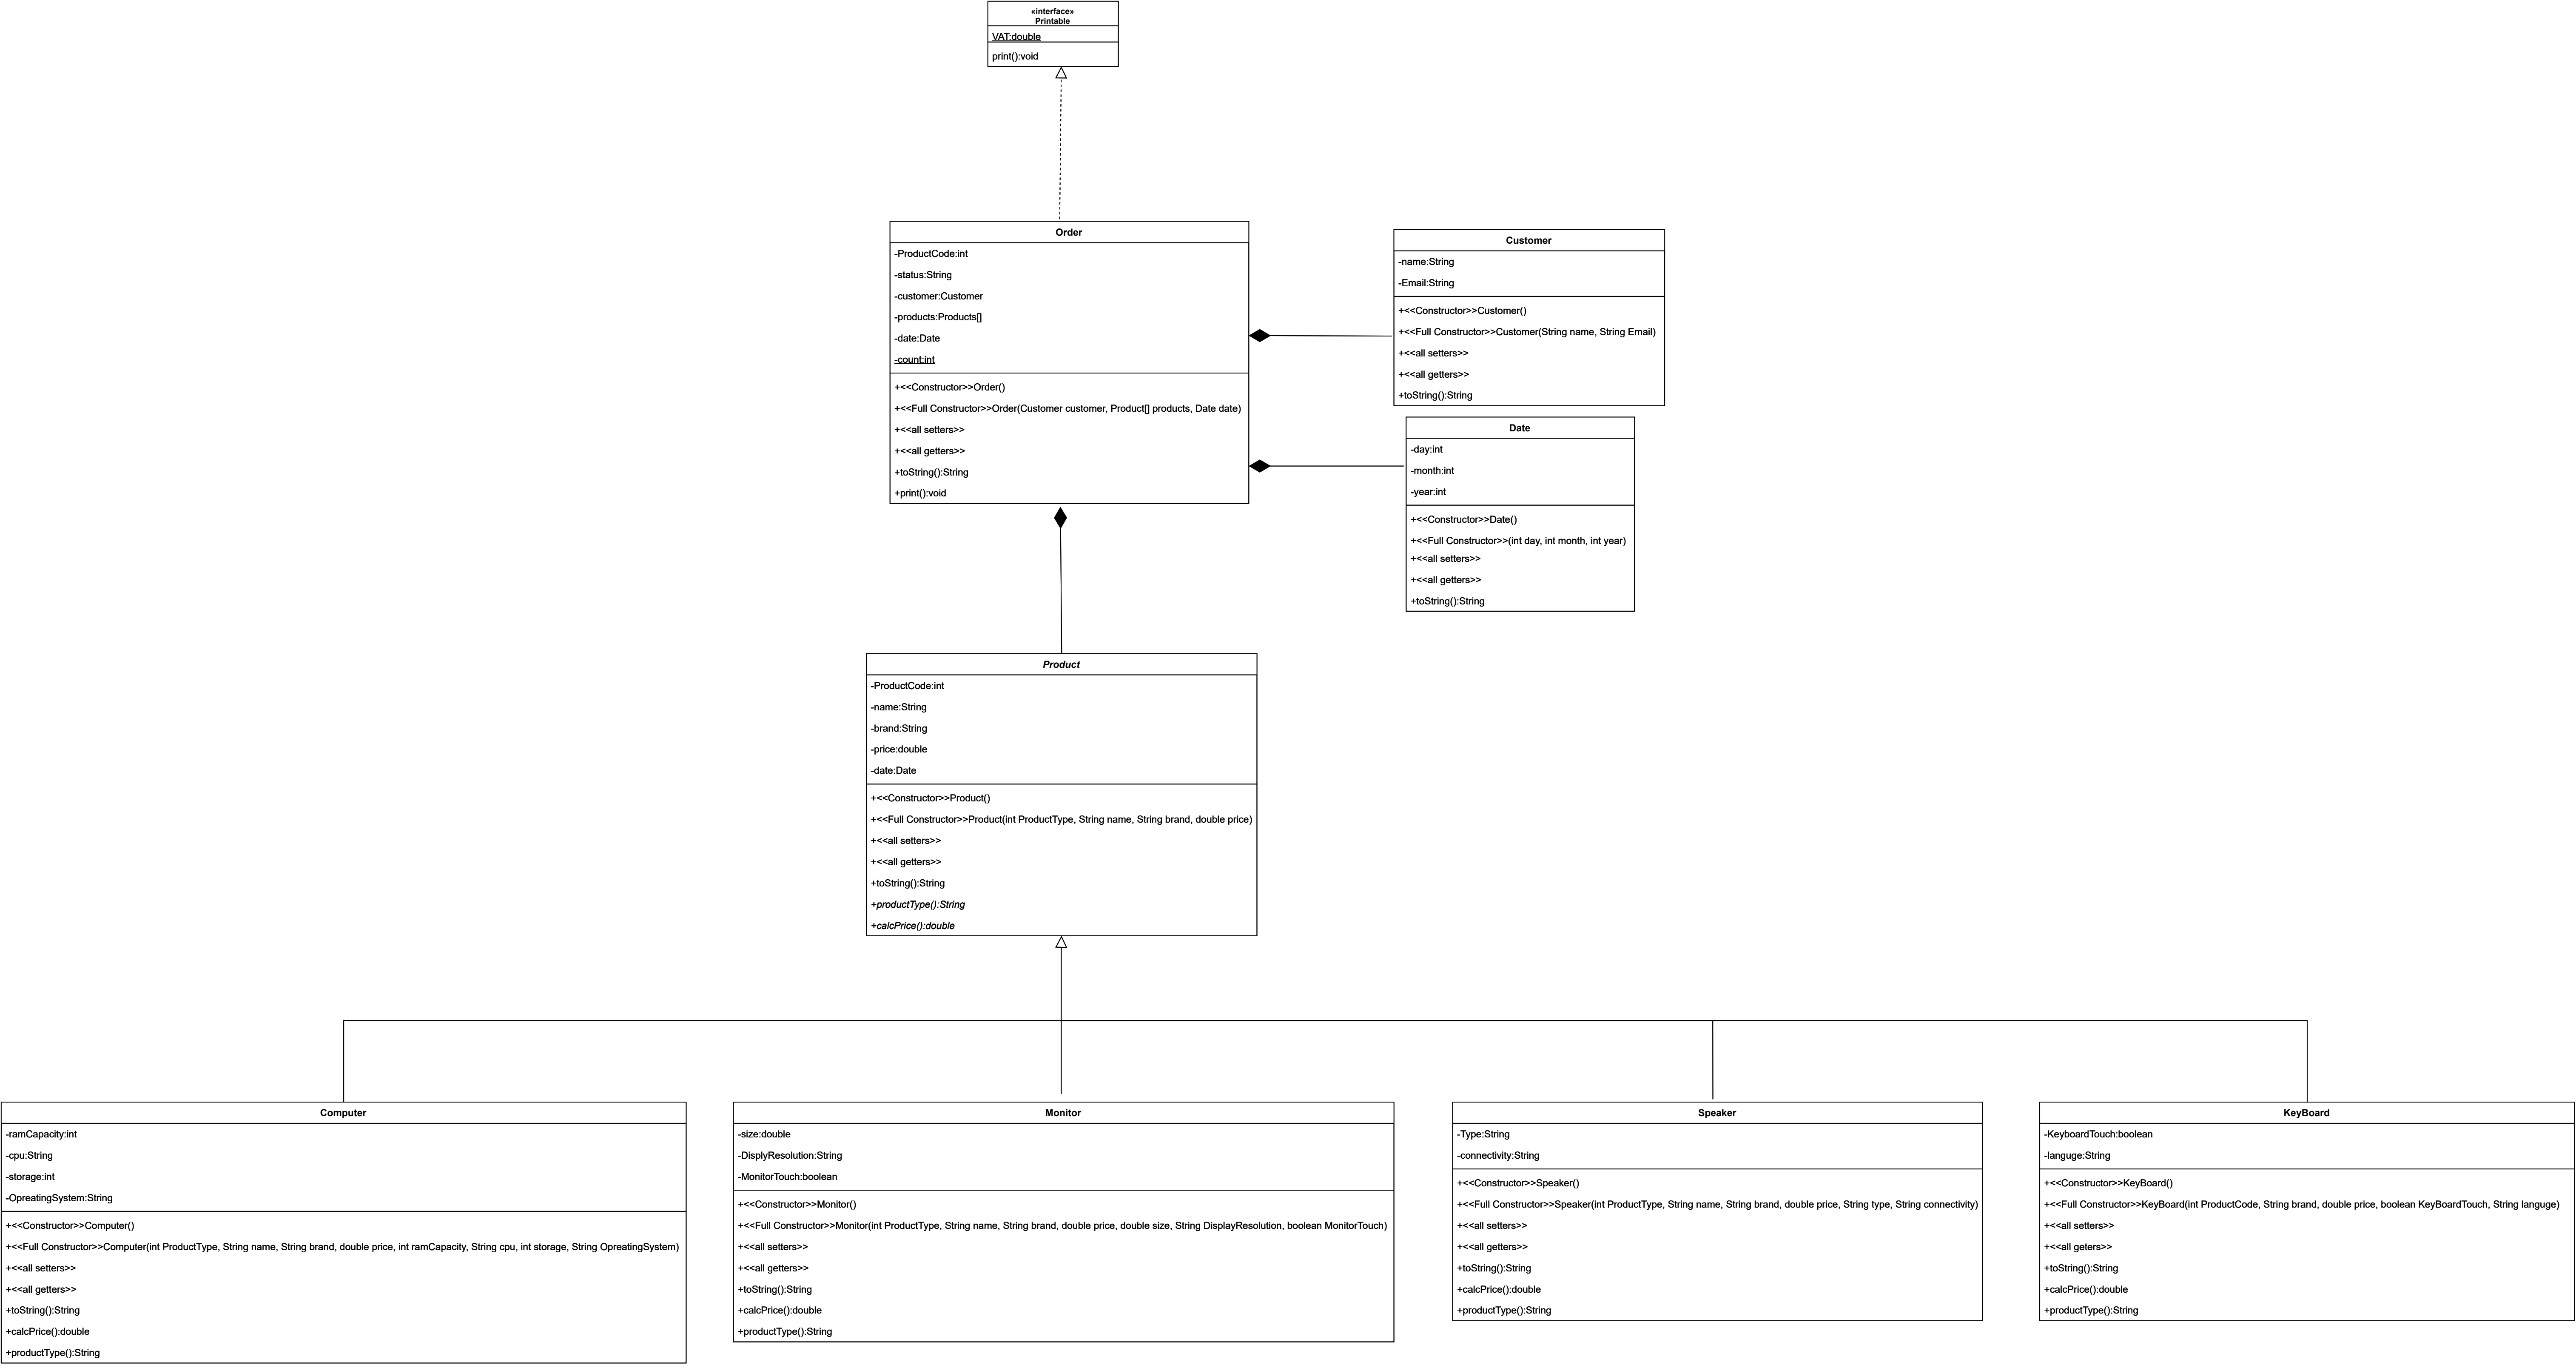 «interface»
Printable
VAT:double
print():void
Order
-ProductCode:int
-status:String
-customer:Customer
-products:Products[]
-date:Date
-count:int
+<<Constructor>>Order()
+<<Full Constructor>>Order(Customer customer, Product[] products, Date date)
+<<all setters>>
+<<all getters>>
+toString():String
+print():void
Customer
-name:String
-Email:String
+<<Constructor>>Customer()
+<<Full Constructor>>Customer(String name, String Email)
+<<all setters>>
+<<all getters>>
+toString():String
Date
-day:int
-month:int
-year:int
+<<Constructor>>Date()
+<<Full Constructor>>(int day, int month, int year)
+<<all setters>>
+<<all getters>>
+toString():String
Product
-ProductCode:int
-name:String
-brand:String
-price:double
-date:Date
+<<Constructor>>Product()
+<<Full Constructor>>Product(int ProductType, String name, String brand, double price)
+<<all setters>>
+<<all getters>>
+toString():String
+productType():String
+calcPrice():double
Computer
-ramCapacity:int
-cpu:String
-storage:int
-OpreatingSystem:String
+<<Constructor>>Computer()
+<<Full Constructor>>Computer(int ProductType, String name, String brand, double price, int ramCapacity, String cpu, int storage, String OpreatingSystem)
+<<all setters>>
+<<all getters>>
+toString():String
+calcPrice():double
+productType():String
Monitor
-size:double
-DisplyResolution:String
-MonitorTouch:boolean
+<<Constructor>>Monitor()
+<<Full Constructor>>Monitor(int ProductType, String name, String brand, double price, double size, String DisplayResolution, boolean MonitorTouch)
+<<all setters>>
+<<all getters>>
+toString():String
+calcPrice():double
+productType():String
Speaker
-Type:String
-connectivity:String
+<<Constructor>>Speaker()
+<<Full Constructor>>Speaker(int ProductType, String name, String brand, double price, String type, String connectivity)
+<<all setters>>
+<<all getters>>
+toString():String
+calcPrice():double
+productType():String
KeyBoard
-KeyboardTouch:boolean
-languge:String
+<<Constructor>>KeyBoard()
+<<Full Constructor>>KeyBoard(int ProductCode, String brand, double price, boolean KeyBoardTouch, String languge)
+<<all setters>>
+<<all geters>>
+toString():String
+calcPrice():double
+productType():String